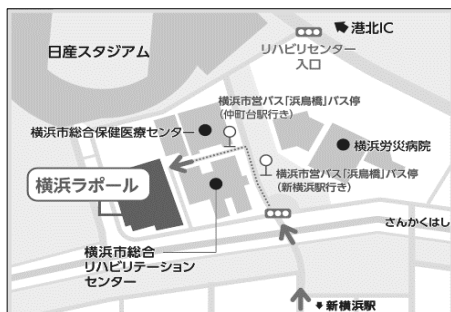 港北IC
日産スタジアム
リハビリセンター
入口
横浜市営バス「浜鳥橋」バス停
(仲町台駅行き)
横浜市総合保健医療センター
横浜労災病院
横浜市営バス「浜鳥橋」バス停
(新横浜駅行き)
横浜ラポール
さんかくはし
横浜市総合
リハビリテーション
センター
新横浜駅